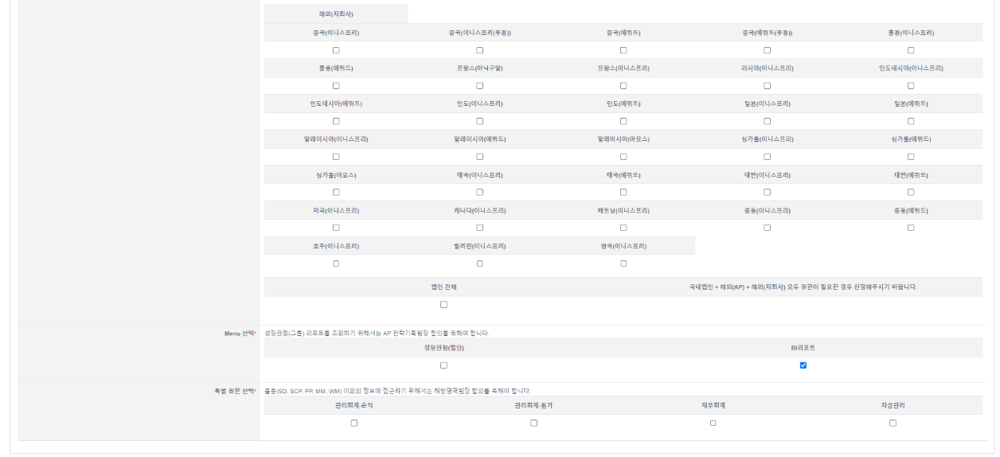 해외(자회사)
중국(이니스프리) 중국(이니스프리(푸동)) 중국(에뛰드) 중국(에뛰드(푸동)) 홍콩(이니스프리)
홍콩(에뛰드) 프랑스(아닉구딸) 프랑스(이니스프리) 러시아(이니스프리) 인도네시아(이니스프리)
인도네시아(에뛰드) 인도(이니스프리) 인도(에뛰드) 일본(이니스프리) 일본(에뛰드)
말레이시아(이니스프리) 말레이시아(에뛰드) 말레이시아(아모스) 싱가폴(이니스프리) 싱가폴(에뛰드)
싱가폴(아모스) 태국(이니스프리) 태국(에뛰드) 대만(이니스프리) 대만(에뛰드)
미국(이니스프리) 캐나다(이니스프리) 베트남(이니스프리) 중동(이니스프리) 중동(에뛰드)
호주(이니스프리) 필리핀(이니스프리) 영국(이니스프리)
법인 전체 국내법인 + 해외(AP) + 해외(자회사) 모두 권한이 필요한 경우 신청해주시기 바랍니다.
Menu 선택* 성장관점(그룹) 리포트를 조회하기 위해서는 AP 전략기획팀장 합의를 득해야 합니다.
성장관점(법인) BI리포트
특별 권한 선택* 물동(SD, SCP, PP, MM, WM) 이외의 정보에 접근하기 위해서는 해당영역팀장 합의를 득해야 합니다.
관리회계-손익 관리회계-원가 재무회계 자금관리